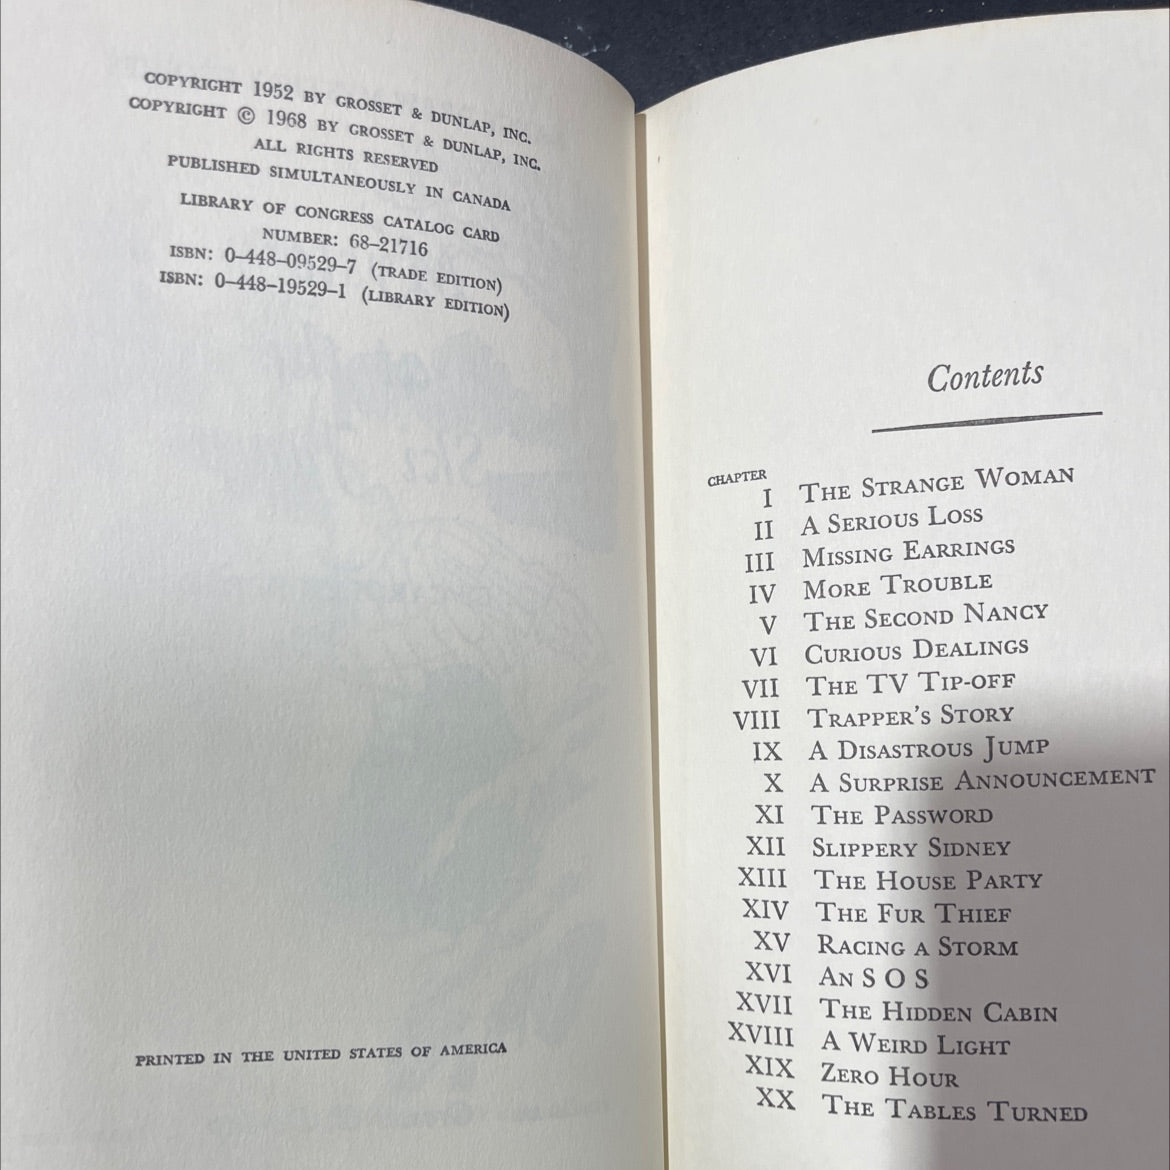 COPYRIGHT 1952 BY GROSSET & DUNLAP, INC.
COPYRIGHT © 1968 BY GROSSET & DUNLAP, INC.
ALL RIGHTS RESERVED
PUBLISHED SIMULTANEOUSLY IN CANADA
LIBRARY OF CONGRESS CATALOG CARD
NUMBER: 68–21716
ISBN: 0–448–09529–7 (TRADE EDITION)
ISBN: 0–448–19529–1 (LIBRARY EDITION)
PRINTED IN THE UNITED STATES OF AMERICA
Contents
CHAPTER
I THE STRANGE WOMAN
II A SERIOUS LOSS
III MISSING EARRINGS
IV MORE TROUBLE
V THE SECOND NANCY
VI CURIOUS DEALINGS
VII THE TV TIP-OFF
VIII TRAPPER'S STORY
IX A DISASTROUS JUMP
X A SURPRISE ANNOUNCEMENT
XI THE PASSWORD
XII SLIPPERY SIDNEY
XIII THE HOUSE PARTY
XIV THE FUR THIEF
XV RACING A STORM
XVI AN S O S
XVII THE HIDDEN CABIN
XVIII A WEIRD LIGHT
XIX ZERO HOUR
XX THE TABLES TURNED